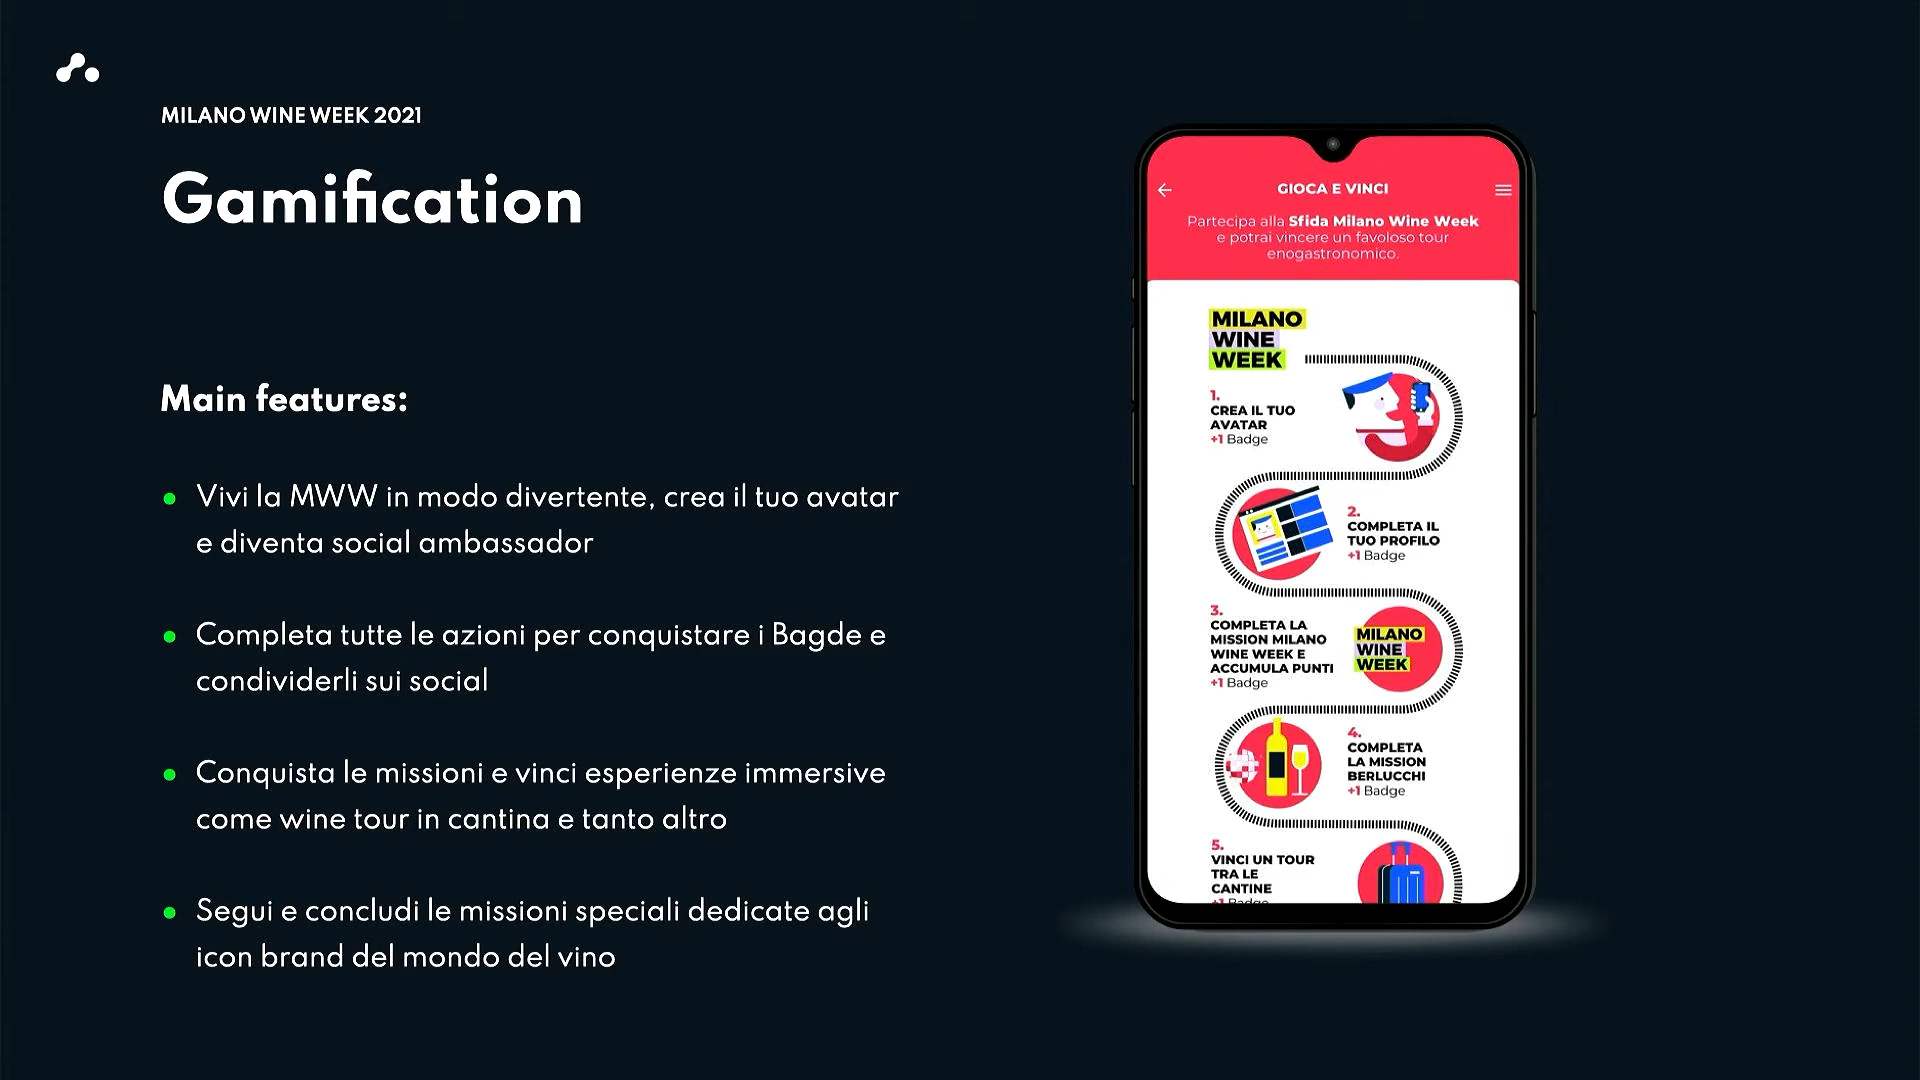 MILANO WINE WEEK 2021
Gamification
Main features:
Vivi la MWW in modo divertente, crea il tuo avatar
e diventa social ambassador
Completa tutte le azioni per conquistare i Bagde e
condividerli sui social
Conquista le missioni e vinci esperienze immersive
come wine tour in cantina e tanto altro
Segui e concludi le missioni speciali dedicate agli
icon brand del mondo del vino
GIOCA E VINCI
Partecipa alla Sfida Milano Wine Week
e potrai vincere un favoloso tour
enogastronomico.
MILANO
WINE
WEEK
1.
CREA IL TUO
AVATAR
+1 Badge
2.
COMPLETA IL
TUO PROFILO
+1 Badge
3.
COMPLETA LA
MISSION MILANO
WINE WEEK E
ACCUMULA PUNTI
+1 Badge
MILANO
WINE
WEEK
4.
COMPLETA
LA MISSION
BERLUCCHI
+1 Badge
5.
VINCI UN TOUR
TRA LE
CANTINE
+1 Badge